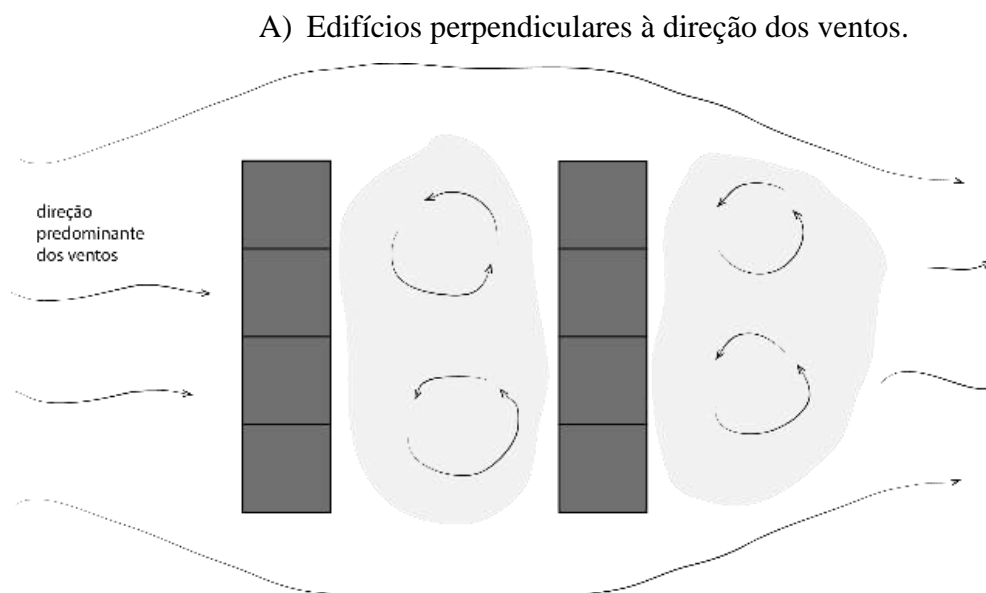 A) Edifícios perpendiculares à direção dos ventos.
direção
predominante
dos ventos